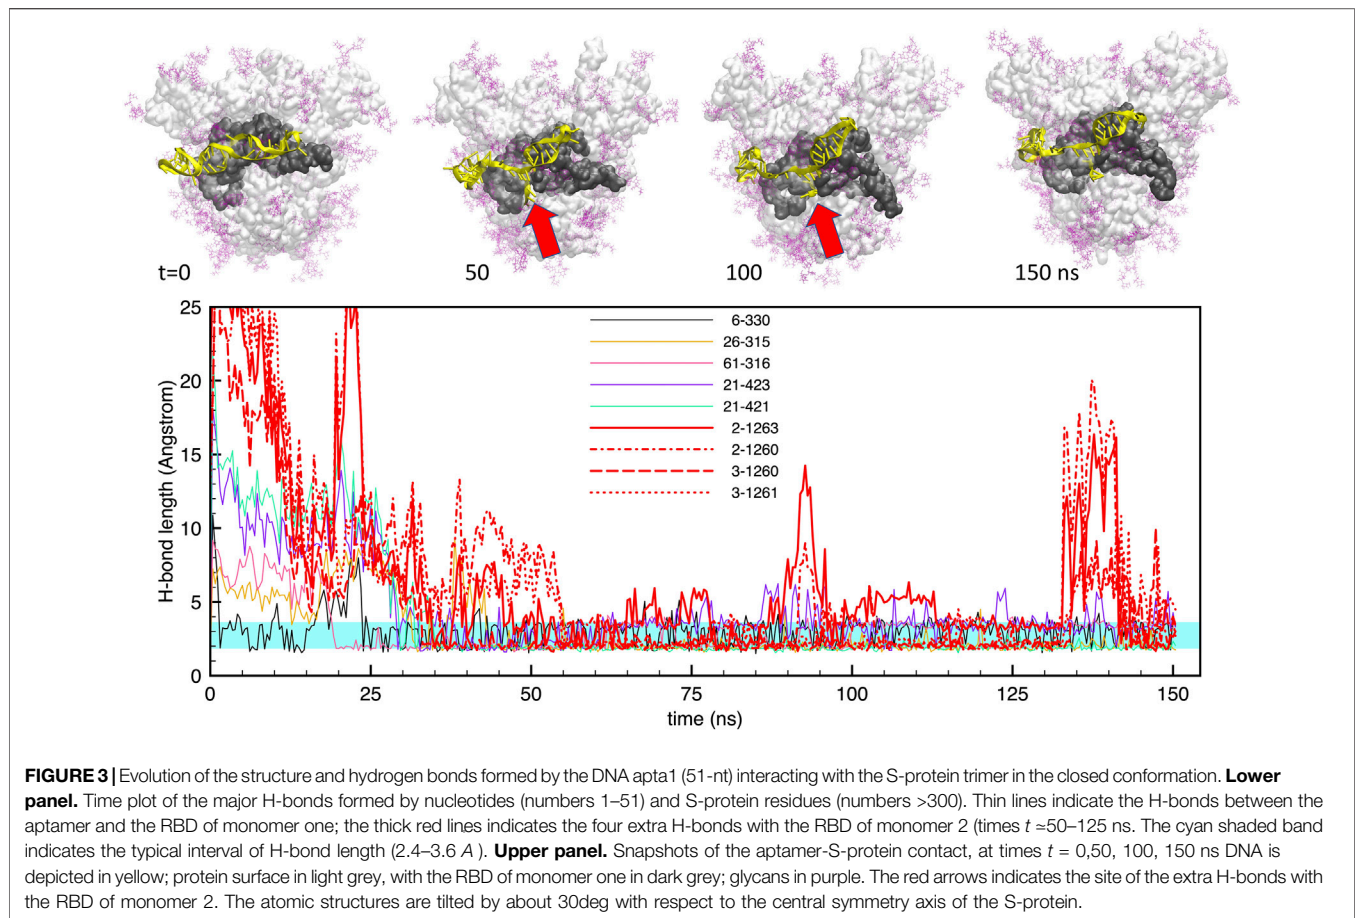 t=0
50
100
150 ns
25
20
15
10
5
0
H-bond length (Angstrom)
6-330
26-315
61-316
21-423
21-421
2-1263
2-1260
3-1260
3-1261
0
25
50
75
100
125
150
time (ns)
FIGURE 3 | Evolution of the structure and hydrogen bonds formed by the DNA apta1 (51-nt) interacting with the S-protein trimer in the closed conformation. Lower
panel. Time plot of the major H-bonds formed by nucleotides (numbers 1–51) and S-protein residues (numbers >300). Thin lines indicate the H-bonds between the
aptamer and the RBD of monomer one; the thick red lines indicates the four extra H-bonds with the RBD of monomer 2 (times t ≃50–125 ns. The cyan shaded band
indicates the typical interval of H-bond length (2.4–3.6 A ). Upper panel. Snapshots of the aptamer-S-protein contact, at times t = 0,50, 100, 150 ns DNA is
depicted in yellow; protein surface in light grey, with the RBD of monomer one in dark grey; glycans in purple. The red arrows indicates the site of the extra H-bonds with
the RBD of monomer 2. The atomic structures are tilted by about 30deg with respect to the central symmetry axis of the S-protein.